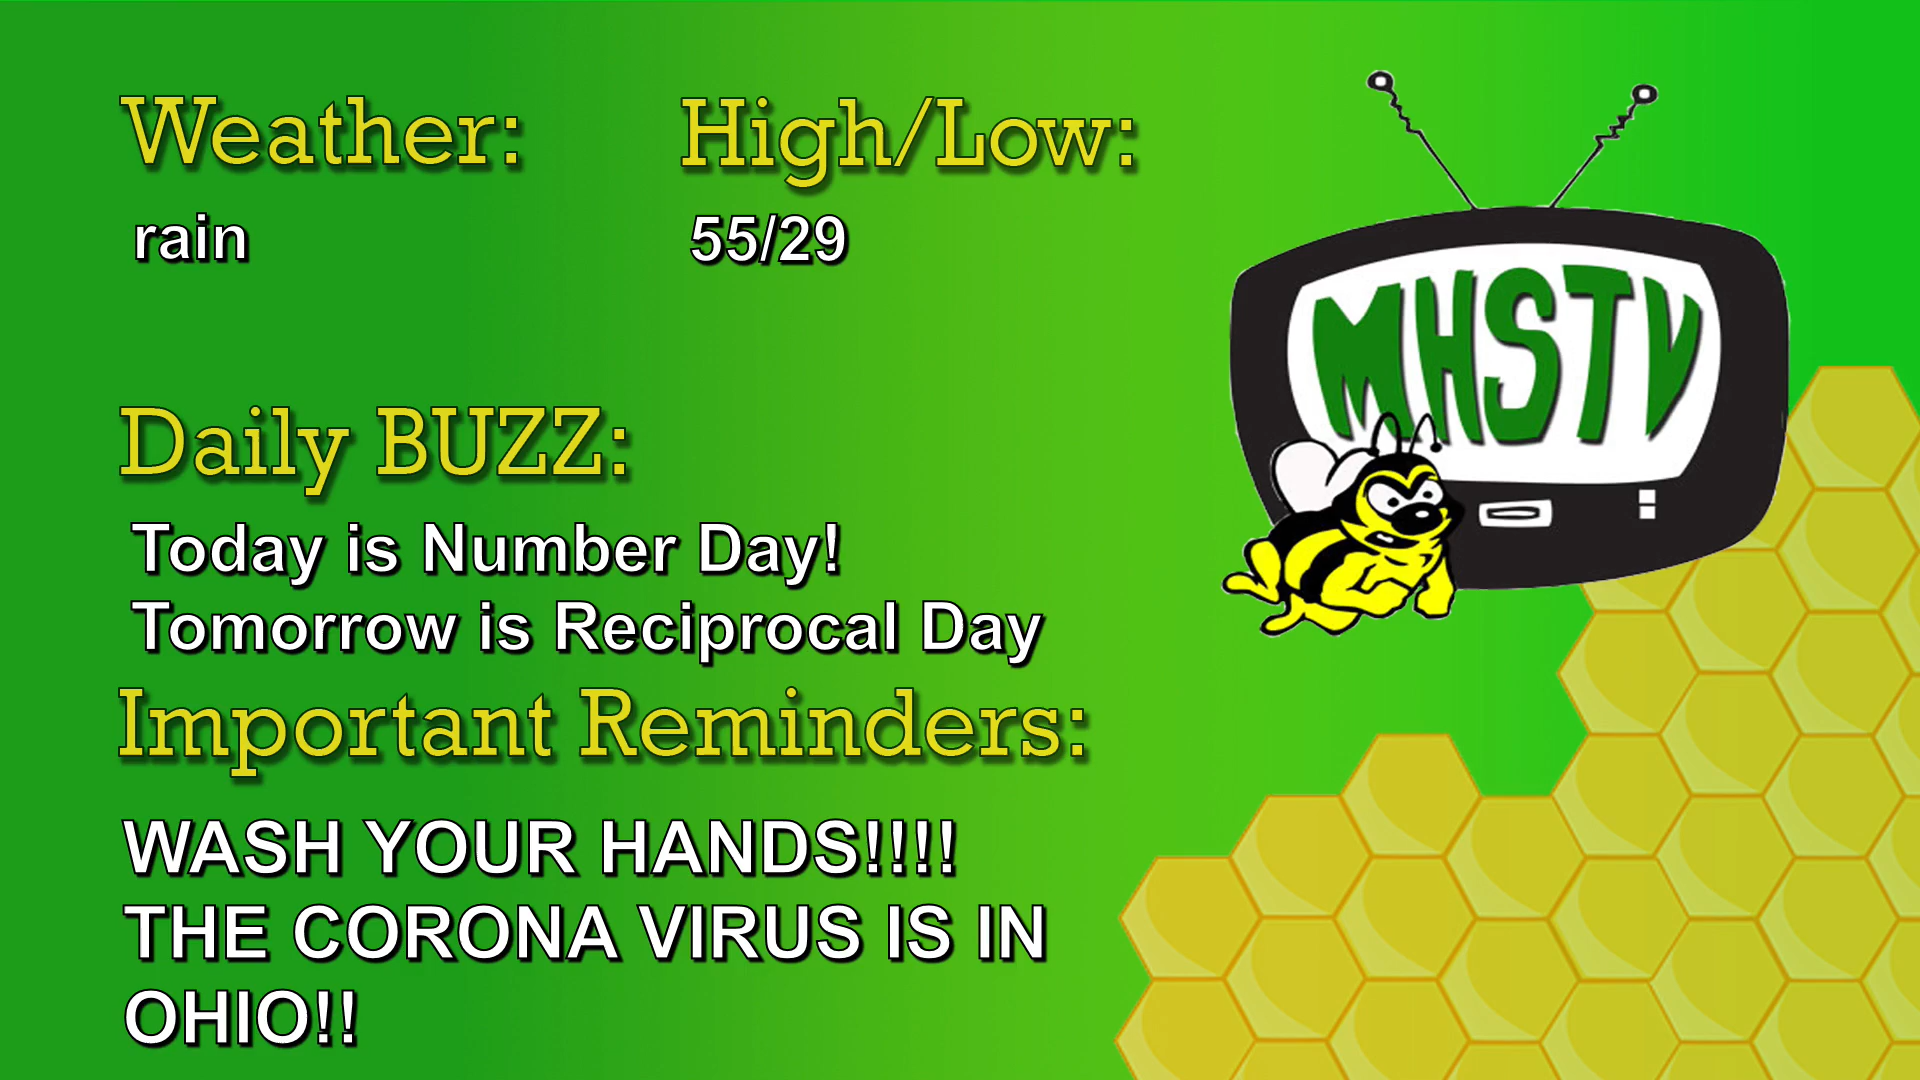 Weather: High/Low:
rain 55/29
MHSTV
Daily BUZZ:
Today is Number Day!
Tomorrow is Reciprocal Day
Important Reminders:
WASH YOUR HANDS!!!!
THE CORONA VIRUS IS IN
OHIO!!